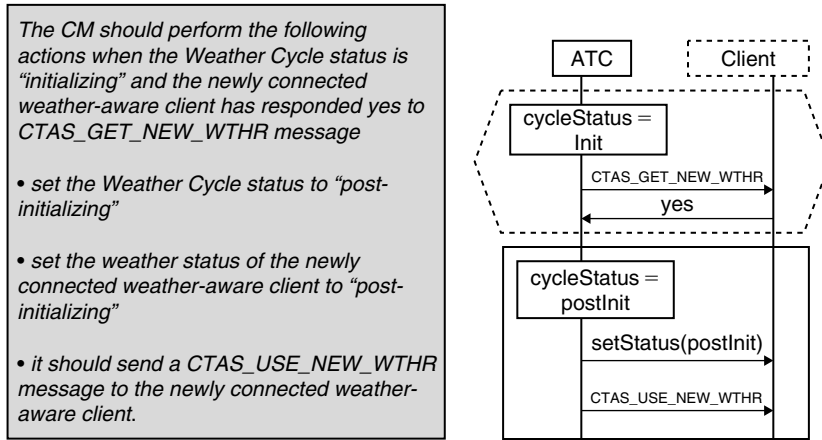 The CM should perform the following
actions when the Weather Cycle status is
“initializing” and the newly connected
weather-aware client has responded yes to
CTAS_GET_NEW_WTHR message
• set the Weather Cycle status to “post-
initializing”
• set the weather status of the newly
connected weather-aware client to “post-
initializing”
• it should send a CTAS_USE_NEW_WTHR
message to the newly connected weather-
aware client.
ATC
Client
cycleStatus =
Init
CTAS_GET_NEW_WTHR
yes
cycleStatus =
postInit
setStatus(postInit)
CTAS_USE_NEW_WTHR